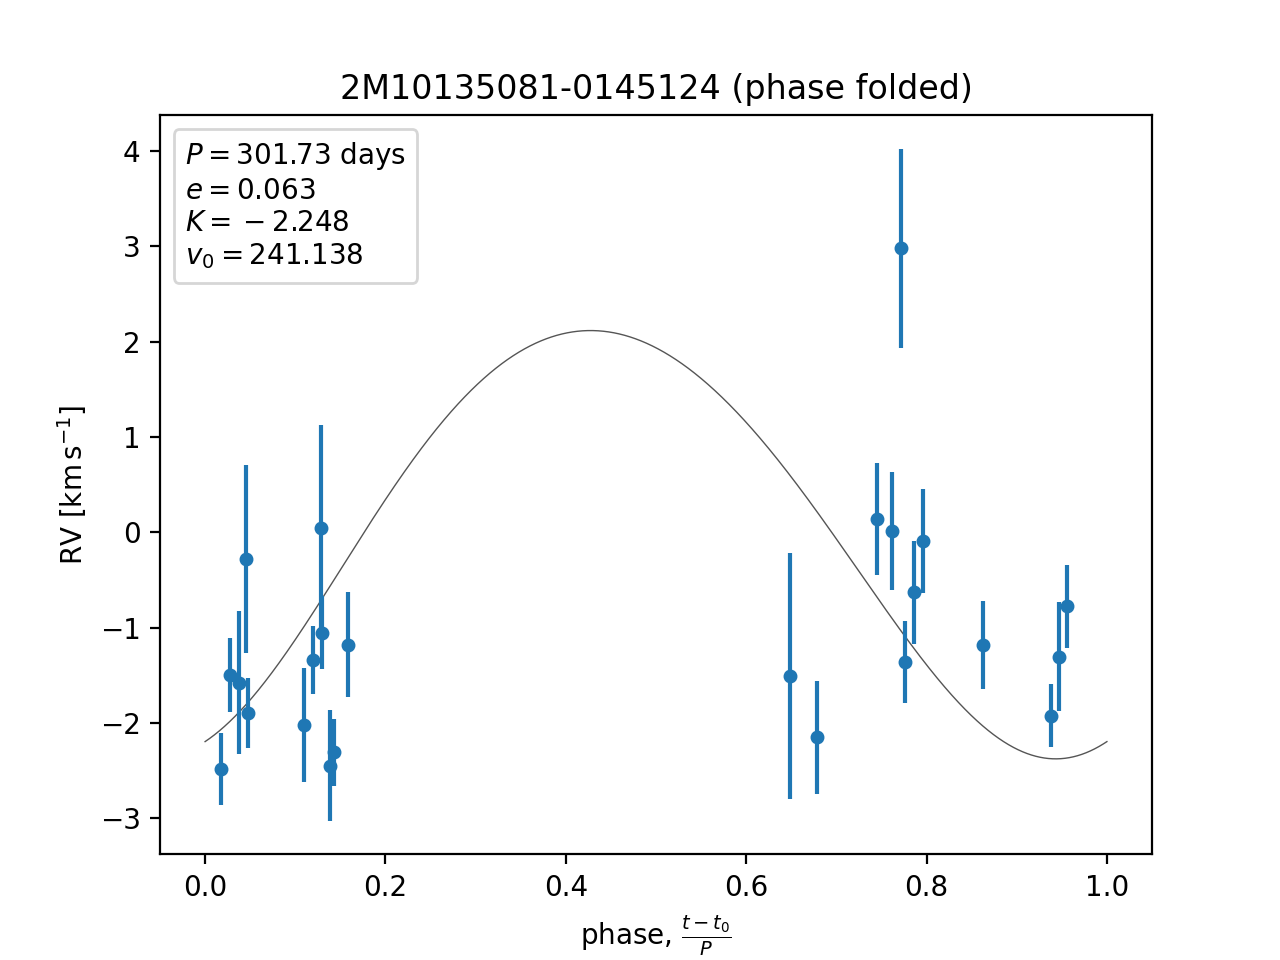 2M10135081-0145124 (phase folded)
P = 301.73 days
e = 0.063
K = −2.248
v₀ = 241.138
RV [km s⁻¹]
4
3
2
1
0
−1
−2
−3
0.0 0.2 0.4 0.6 0.8 1.0
phase, (t − t₀)/P